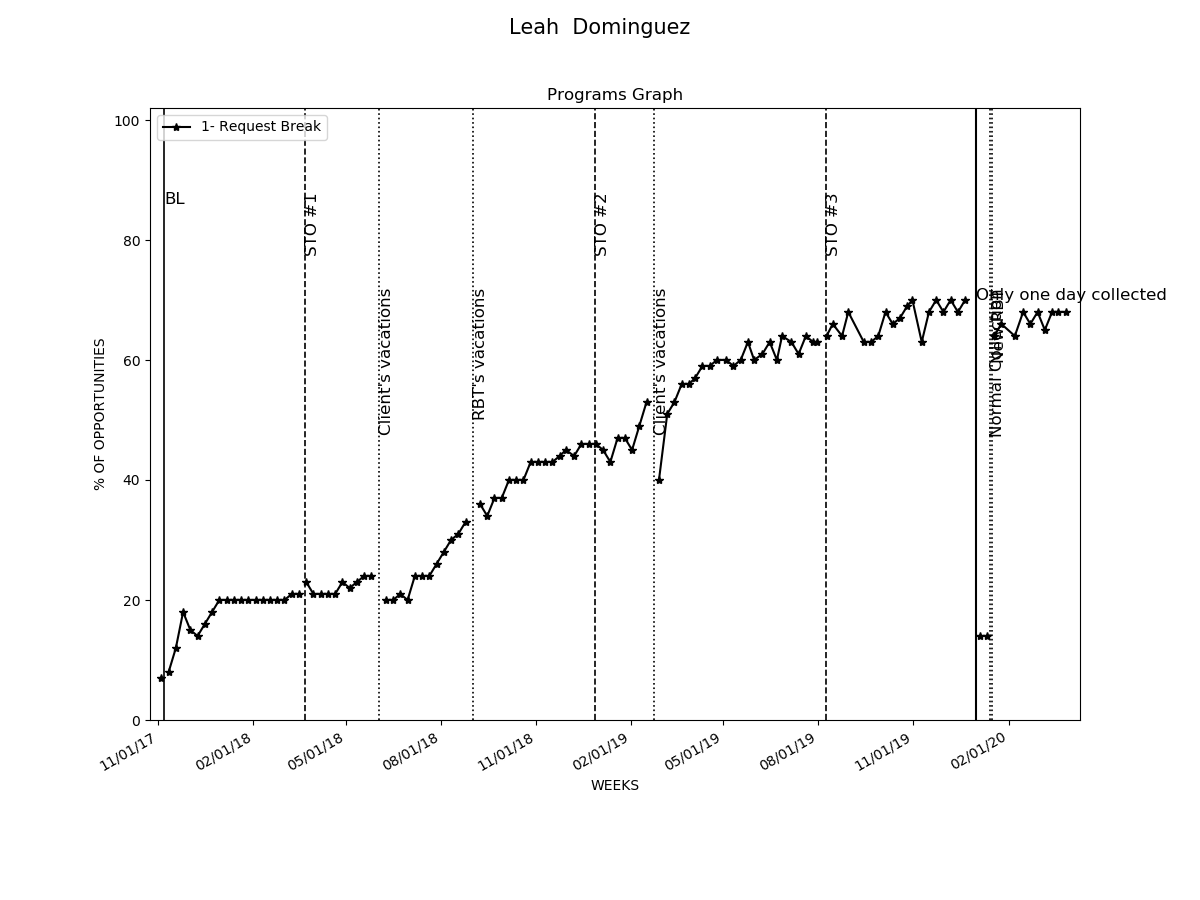 Leah Dominguez
Programs Graph
1- Request Break
BL
STO #1
Client's vacations
RBT's vacations
STO #2
Client's vacations
STO #3
Only one day collected
Normal
100
80
60
40
20
0
% OF OPPORTUNITIES
11/01/17
02/01/18
05/01/18
08/01/18
11/01/18
02/01/19
05/01/19
08/01/19
11/01/19
02/01/20
WEEKS